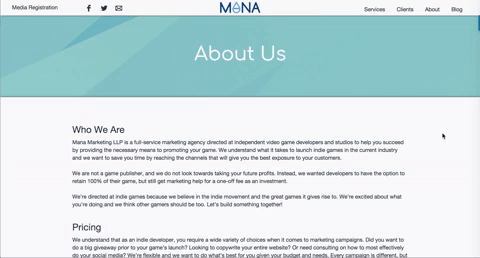 Media Registration
MANA
Services
Clients
About
Blog
About Us
Who We Are
Mana Marketing LLP is a full-service marketing agency directed at independent video game developers and studios to help you succeed
by providing the necessary means to promoting your game. We understand what it takes to launch indie games in the current industry
and we want to save you time by reaching the channels that will give you the best exposure to your customers.
We are not a game publisher, and we do not look towards taking your future profits. Instead, we wanted developers to have the option to
retain 100% of their game, but still get marketing help for a one-off fee as an investment.
We're directed at indie games because we believe in the indie movement and the great games it gives rise to. We're excited about what
you're doing and we think other gamers should be too. Let's build something together!
Pricing
We understand that as an indie developer, you require a wide variety of choices when it comes to marketing campaigns. Did you want to
do a big giveaway prior to your game's launch? Looking to copywrite your entire website? Or need consulting on how to most effectively
do your social media? We're flexible and we want to do what's best for you given your budget and needs. Every campaign is different, but